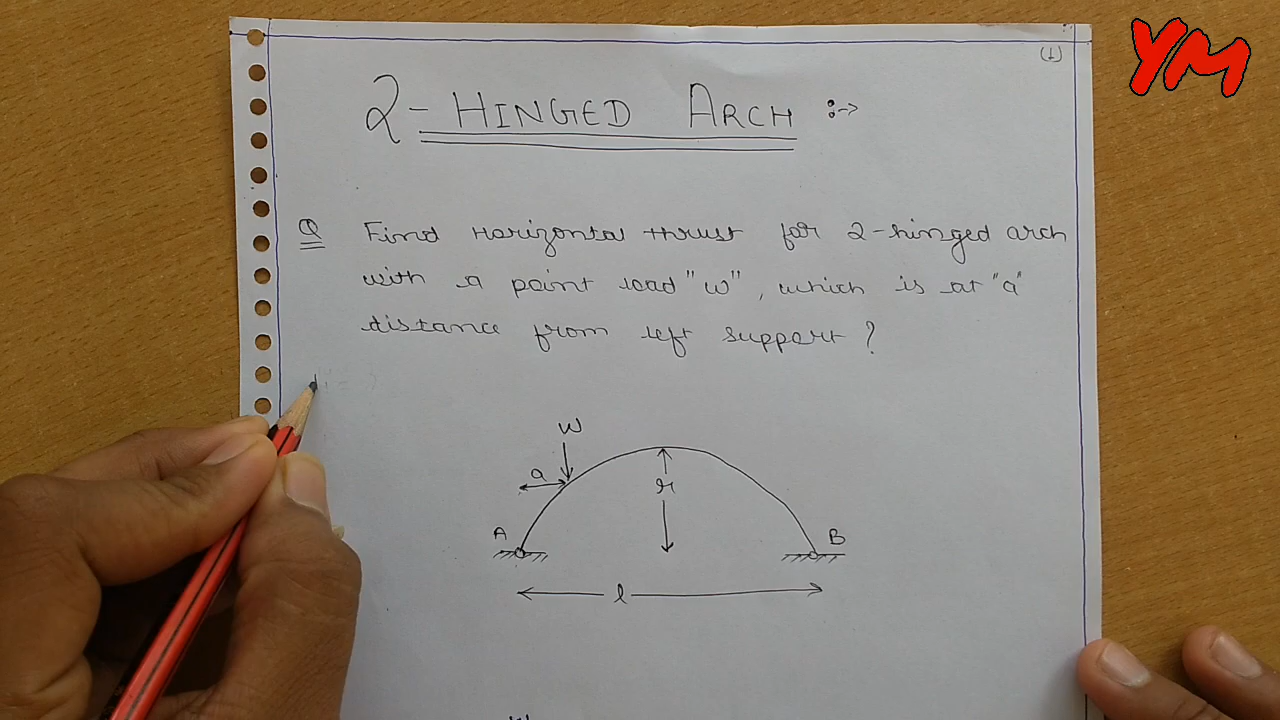 YM
(1)
2-HINGED ARCH :->
Q Find horizontal thrust for 2-hinged arch
with a point load "w", which is at "a"
distance from left support?
W
a
r
A
B
l